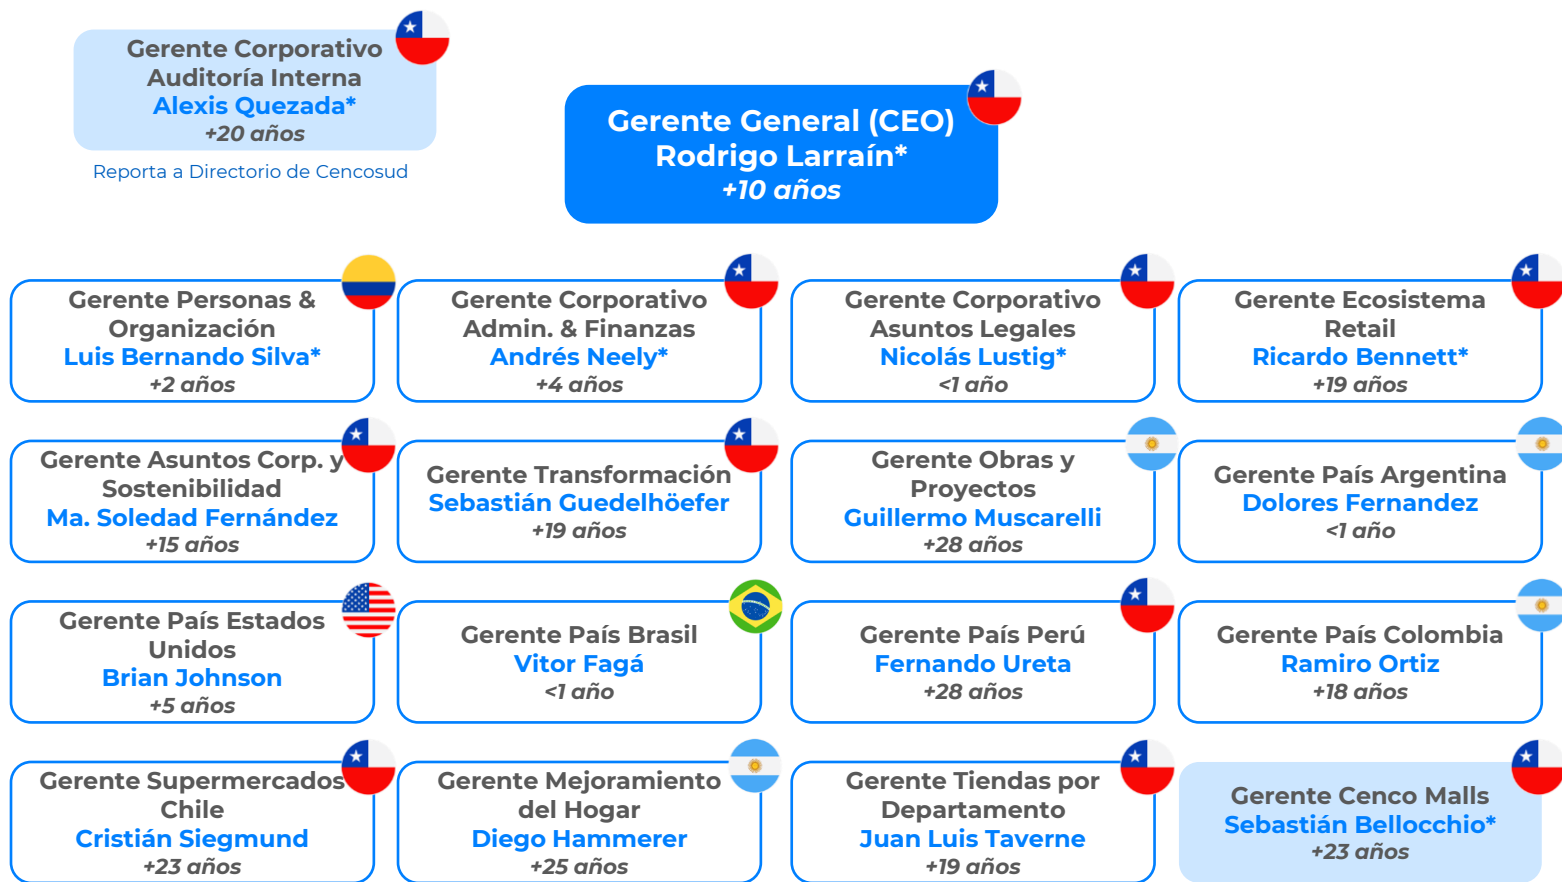 Gerente Corporativo
Auditoría Interna
Alexis Quezada*
+20 años
Reporta a Directorio de Cencosud
Gerente General (CEO)
Rodrigo Larraín*
+10 años
Gerente Personas &
Organización
Luis Bernando Silva*
+2 años
Gerente Corporativo
Admin. & Finanzas
Andrés Neely*
+4 años
Gerente Corporativo
Asuntos Legales
Nicolás Lustig*
<1 año
Gerente Ecosistema
Retail
Ricardo Bennett*
+19 años
Gerente Asuntos Corp. y
Sostenibilidad
Ma. Soledad Fernández
+15 años
Gerente Transformación
Sebastián Guedelhöefer
+19 años
Gerente Obras y
Proyectos
Guillermo Muscarelli
+28 años
Gerente País Argentina
Dolores Fernandez
<1 año
Gerente País Estados
Unidos
Brian Johnson
+5 años
Gerente País Brasil
Vitor Fagá
<1 año
Gerente País Perú
Fernando Ureta
+28 años
Gerente País Colombia
Ramiro Ortiz
+18 años
Gerente Supermercados
Chile
Cristián Siegmund
+23 años
Gerente Mejoramiento
del Hogar
Diego Hammerer
+25 años
Gerente Tiendas por
Departamento
Juan Luis Taverne
+19 años
Gerente Cenco Malls
Sebastián Bellocchio*
+23 años